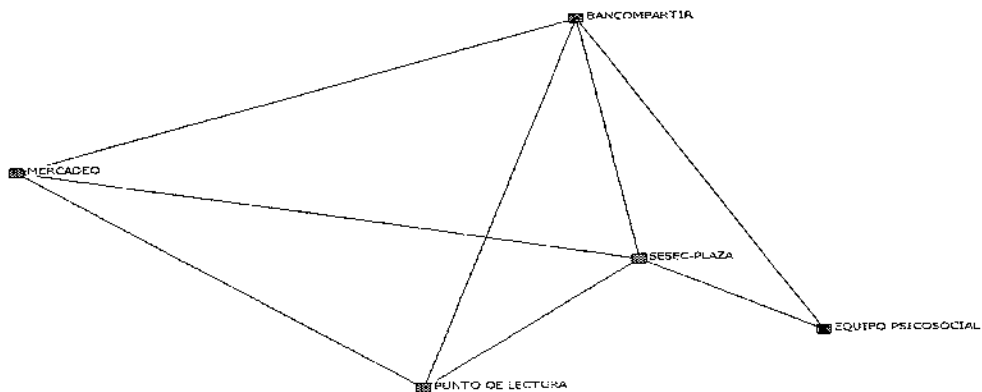 BANCOMPARTIR
MERCADEO
SESEC-PLAZA
EQUIPO PSICOSOCIAL
PUNTO DE LECTURA